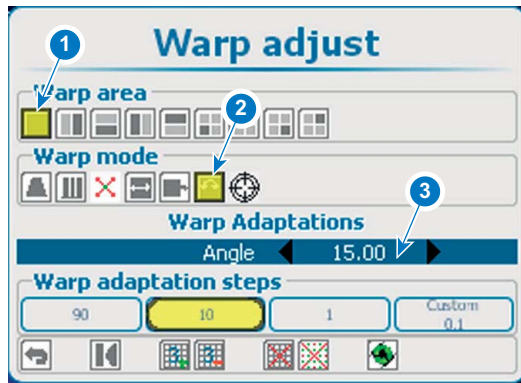 Warp adjust
1
Warp area
2
Warp mode
3
Warp Adaptations
Angle 15.00
Warp adaptation steps
90 10 1 Custom 0.1